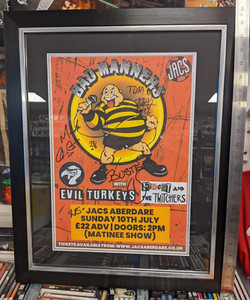 BAD MANNERS
JACS
WITH
EVIL TURKEYS
AND THE
TWITCHERS
JACS ABERDARE
SUNDAY 10TH JULY
£22 ADV | DOORS: 2PM
(MATINEE SHOW)
TICKETS AVAILABLE FROM: WWW.JACSABERDARE.CO.UK